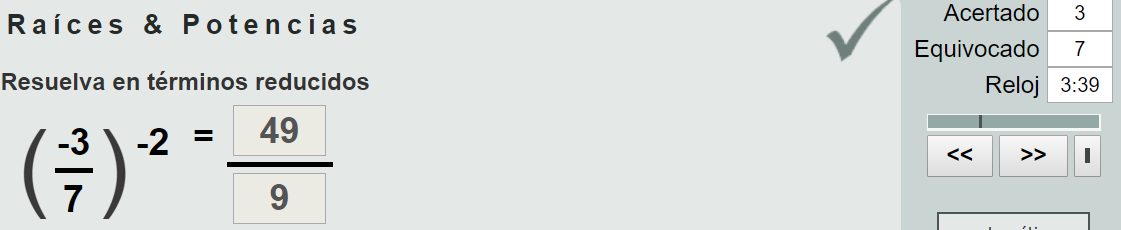 Raíces & Potencias
Resuelva en términos reducidos
(-3/7)^-2 = 49/9
Acertado 3
Equivocado 7
Reloj 3:39
<< >>